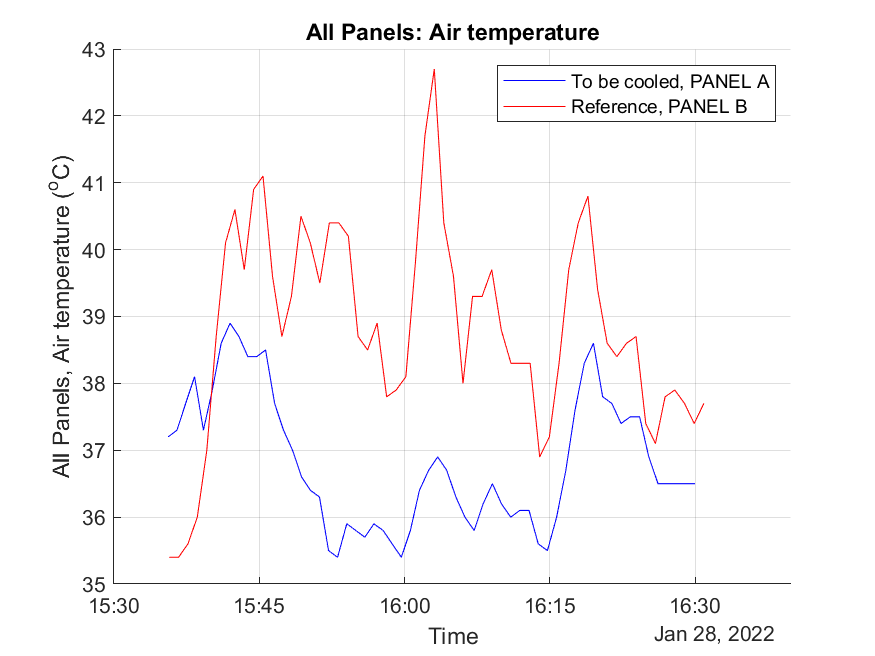 All Panels: Air temperature
To be cooled, PANEL A
Reference, PANEL B
All Panels, Air temperature (°C)
43
42
41
40
39
38
37
36
35
15:30 15:45 16:00 16:15 16:30
Time
Jan 28, 2022